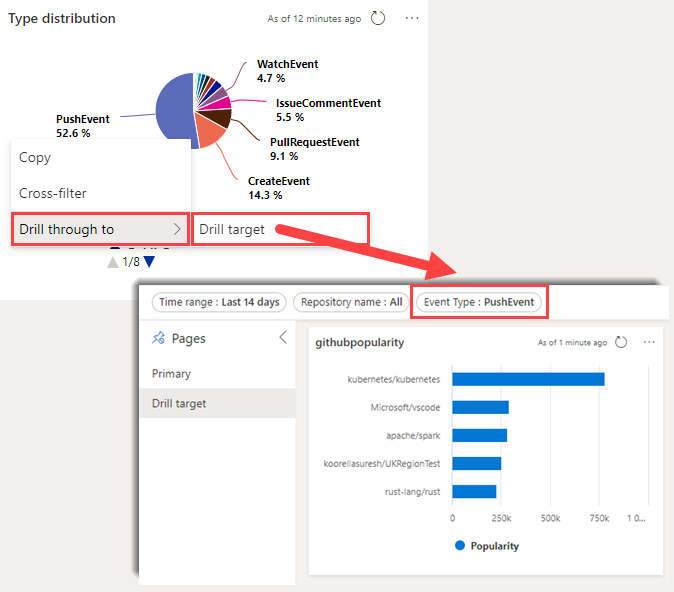 Type distribution
As of 12 minutes ago
WatchEvent
4.7 %
IssueCommentEvent
5.5 %
PushEvent
52.6 %
PullRequestEvent
9.1 %
CreateEvent
14.3 %
Copy
Cross-filter
Drill through to
Drill target
1/8
Time range : Last 14 days
Repository name : All
Event Type : PushEvent
Pages
Primary
Drill target
githubpopularity
As of 1 minute ago
kubernetes/kubernetes
Microsoft/vscode
apache/spark
koorellasuresh/UKRegionTest
rust-lang/rust
0 250k 500k 750k 1 0...
Popularity